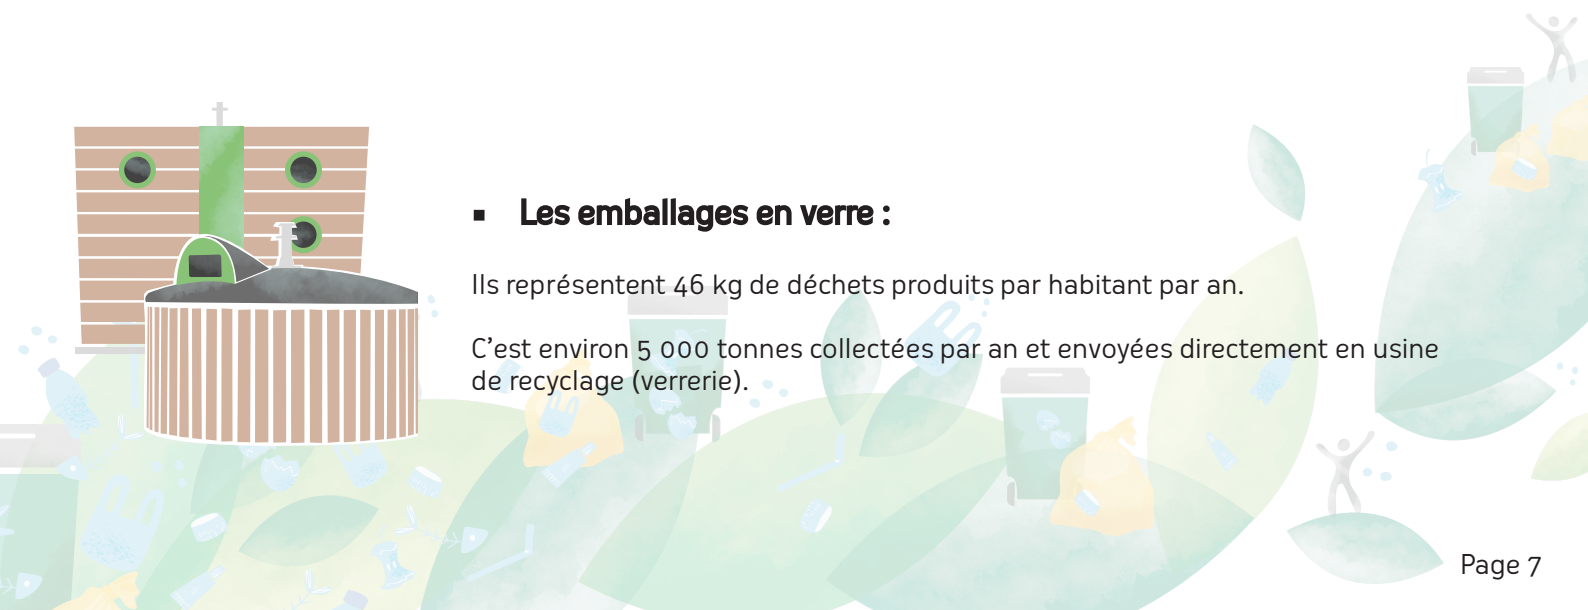 ▪ Les emballages en verre :
Ils représentent 46 kg de déchets produits par habitant par an.
C’est environ 5 000 tonnes collectées par an et envoyées directement en usine
de recyclage (verrerie).
Page 7